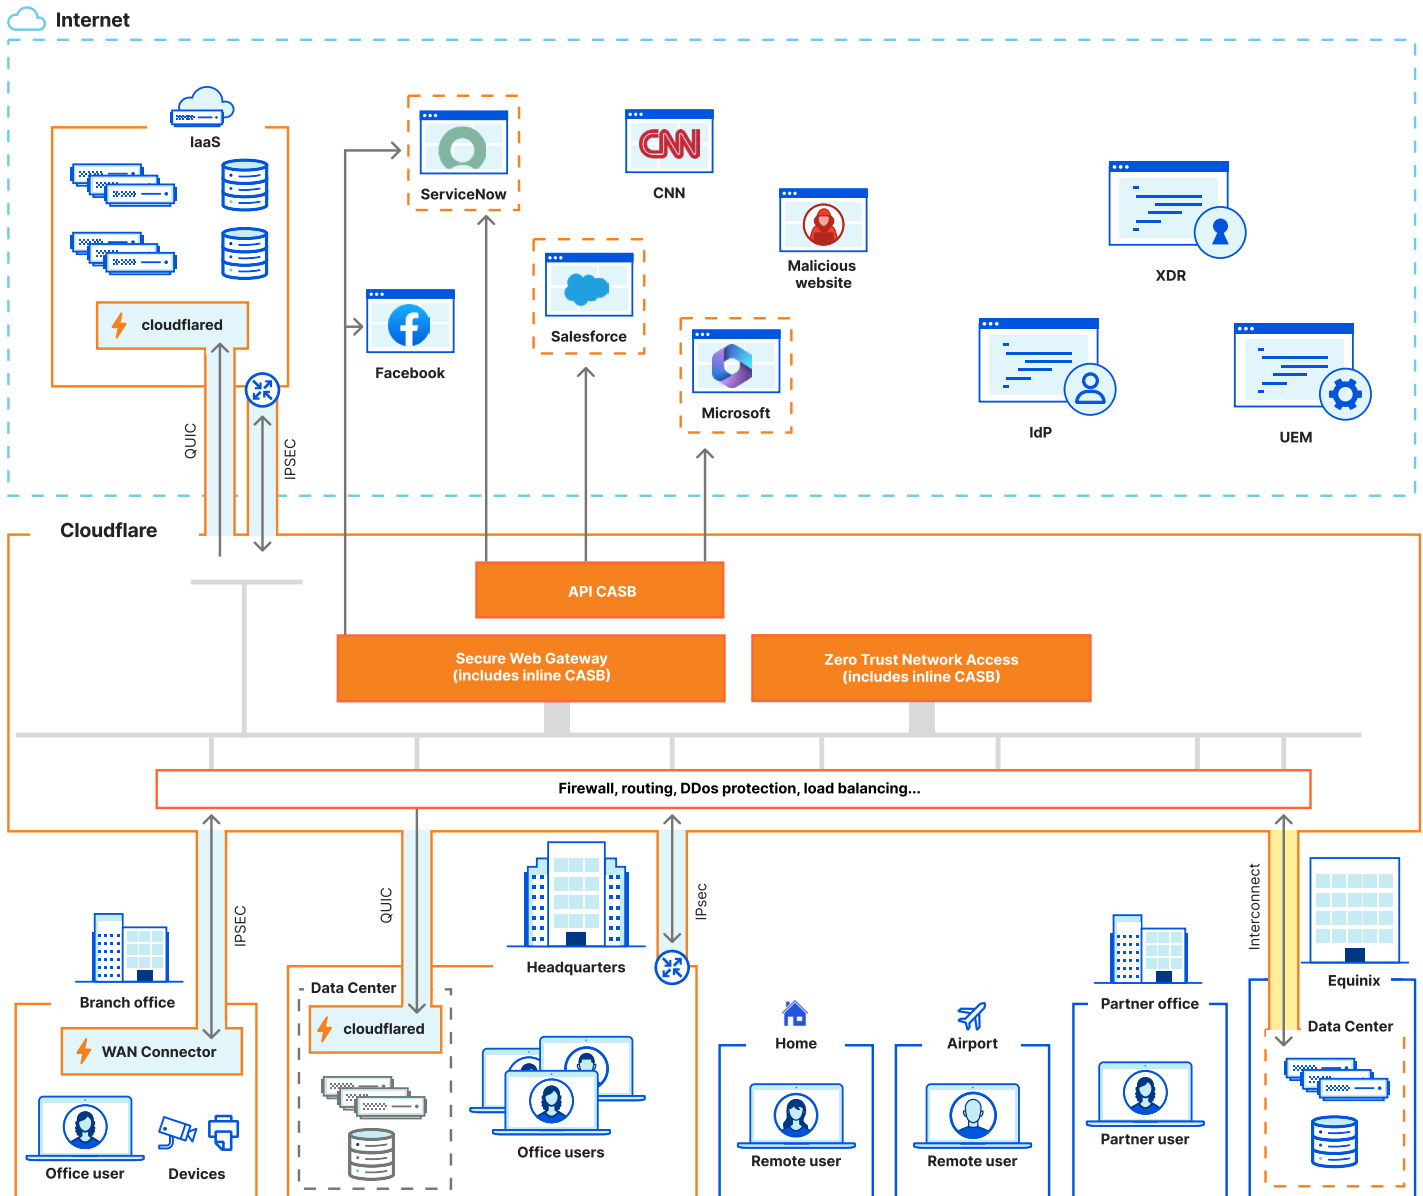 Internet
IaaS
cloudflared
QUIC
IPSEC
ServiceNow
CNN
CNN
Malicious
website
Salesforce
Facebook
Microsoft
XDR
IdP
UEM
Cloudflare
API CASB
Secure Web Gateway
(includes inline CASB)
Zero Trust Network Access
(includes inline CASB)
Firewall, routing, DDos protection, load balancing...
IPSEC
QUIC
IPsec
Interconnect
Branch office
WAN Connector
Office user
Devices
Headquarters
Data Center
cloudflared
Office users
Home
Remote user
Airport
Remote user
Partner office
Partner user
Equinix
Data Center